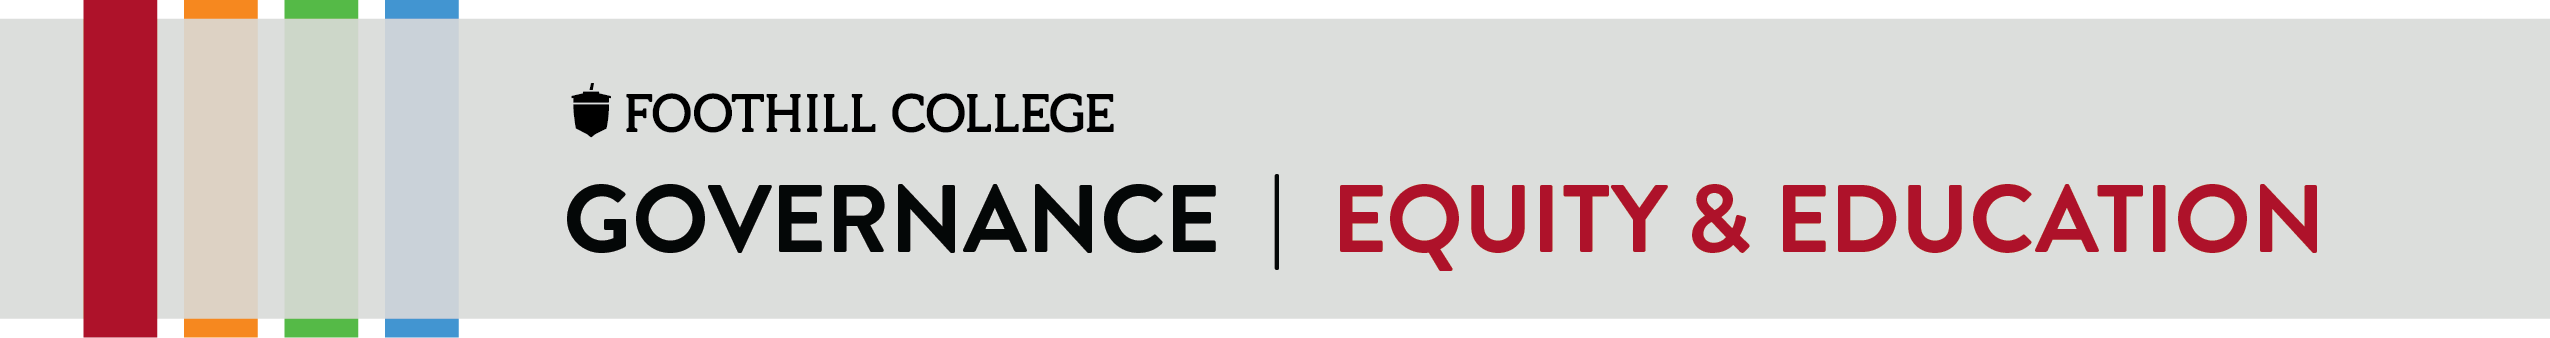 FOOTHILL COLLEGE
GOVERNANCE | EQUITY & EDUCATION